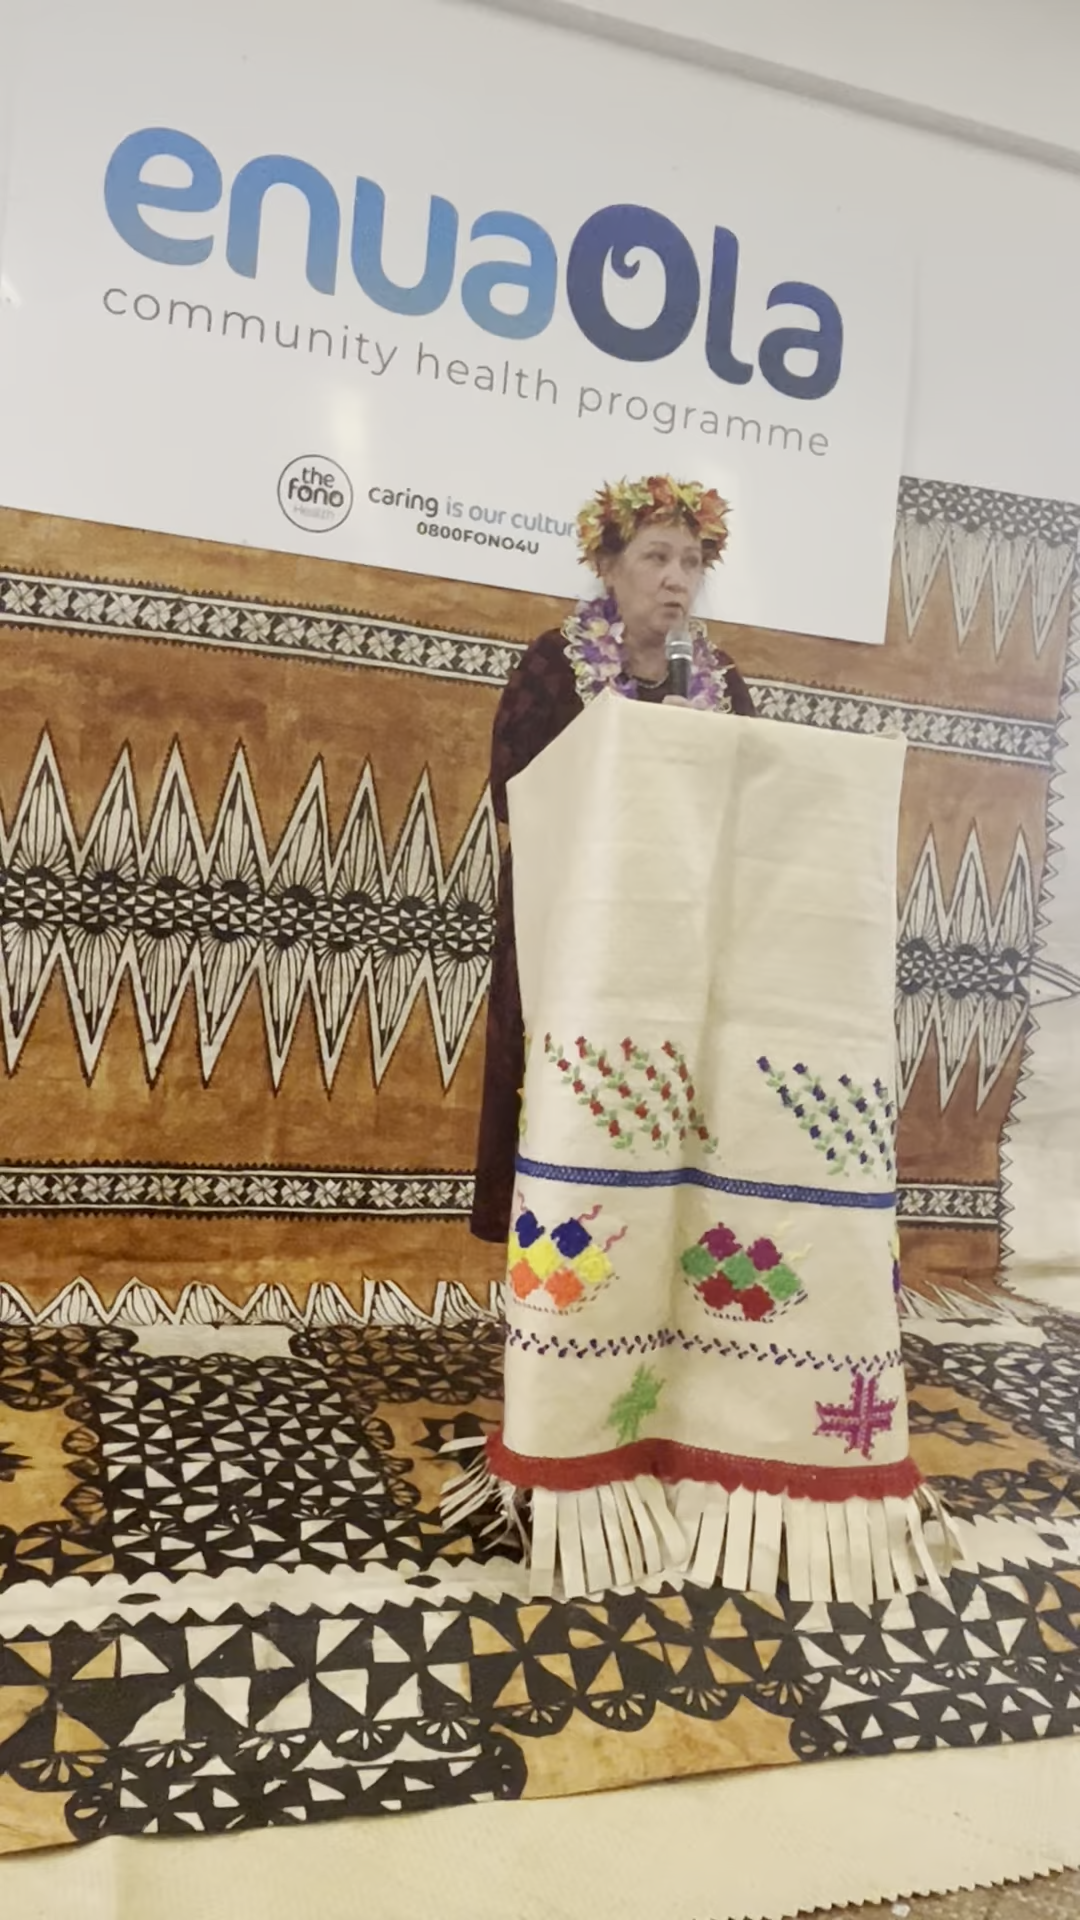 enuaOla
community health programme
the
fono
Health
caring is our cultur
0800FONO4U